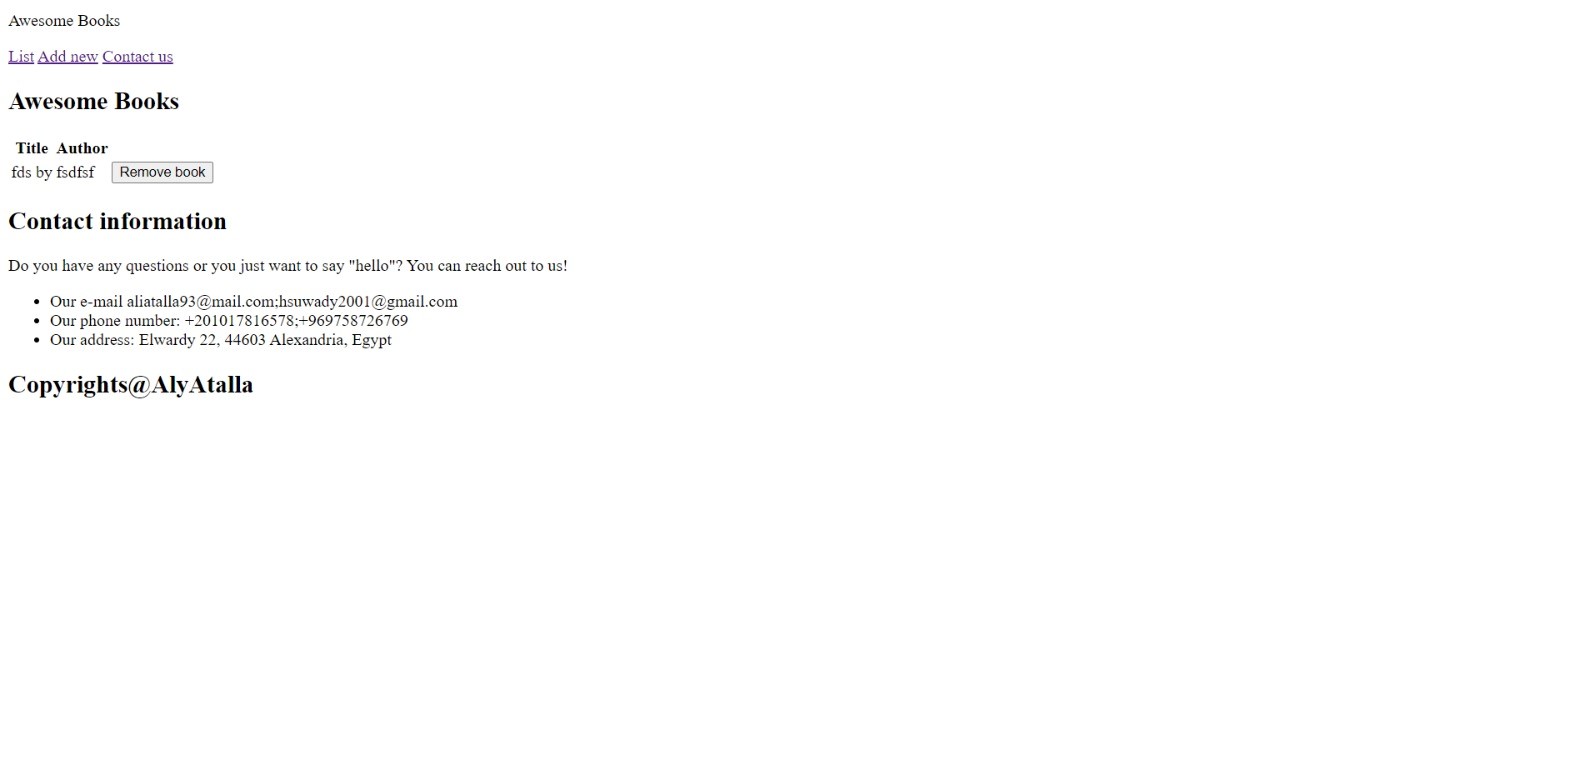 Awesome Books
List Add new Contact us
Awesome Books
Title Author
fds by fsdfsf Remove book
Contact information
Do you have any questions or you just want to say "hello"? You can reach out to us!
• Our e-mail aliatalla93@mail.com;hsuwady2001@gmail.com
• Our phone number: +201017816578;+969758726769
• Our address: Elwardy 22, 44603 Alexandria, Egypt
Copyrights@AlyAtalla